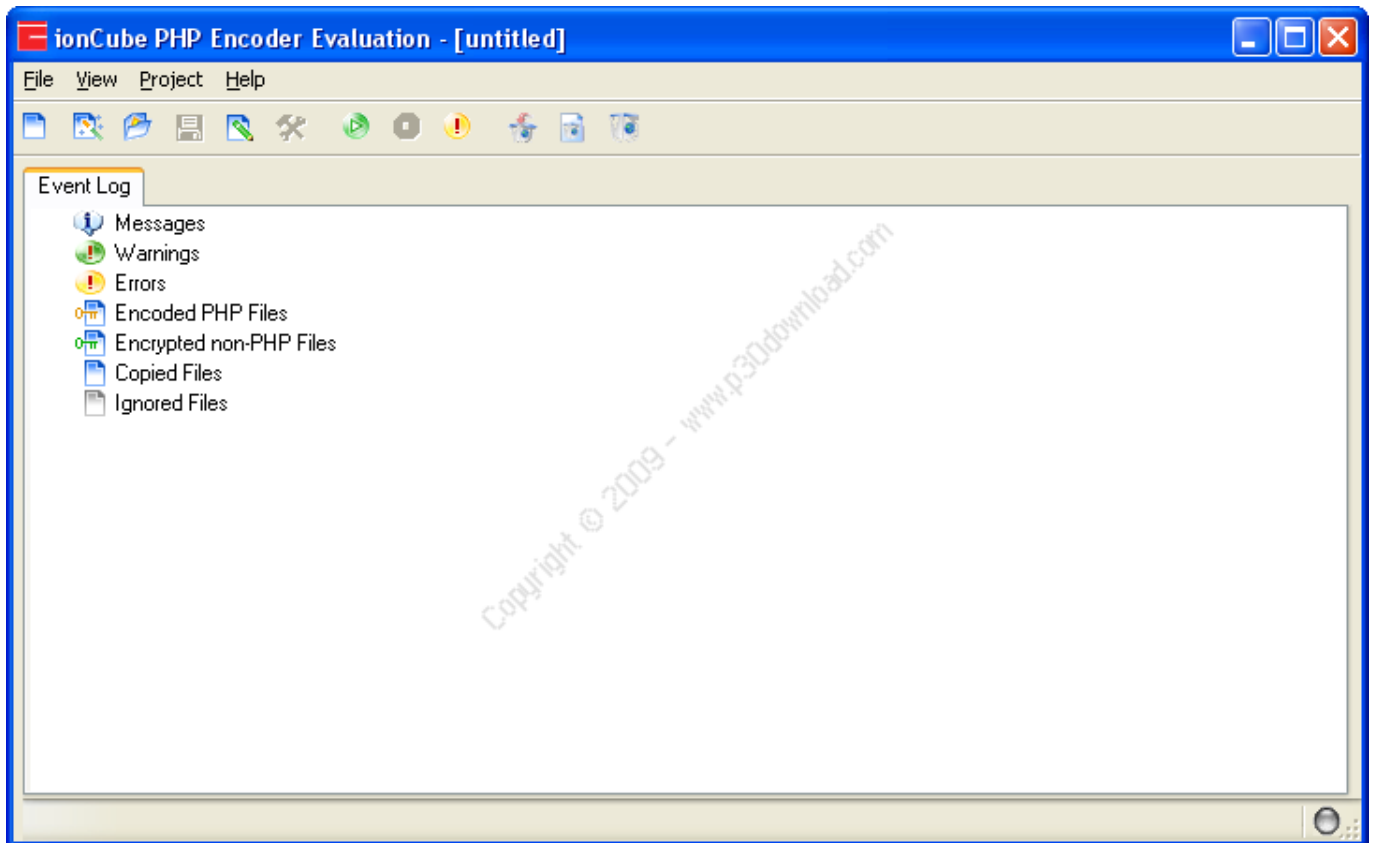 ionCube PHP Encoder Evaluation - [untitled]
File View Project Help
Event Log
Messages
Warnings
Errors
Encoded PHP Files
Encrypted non-PHP Files
Copied Files
Ignored Files
Copyright © 2009 - www.p30download.com